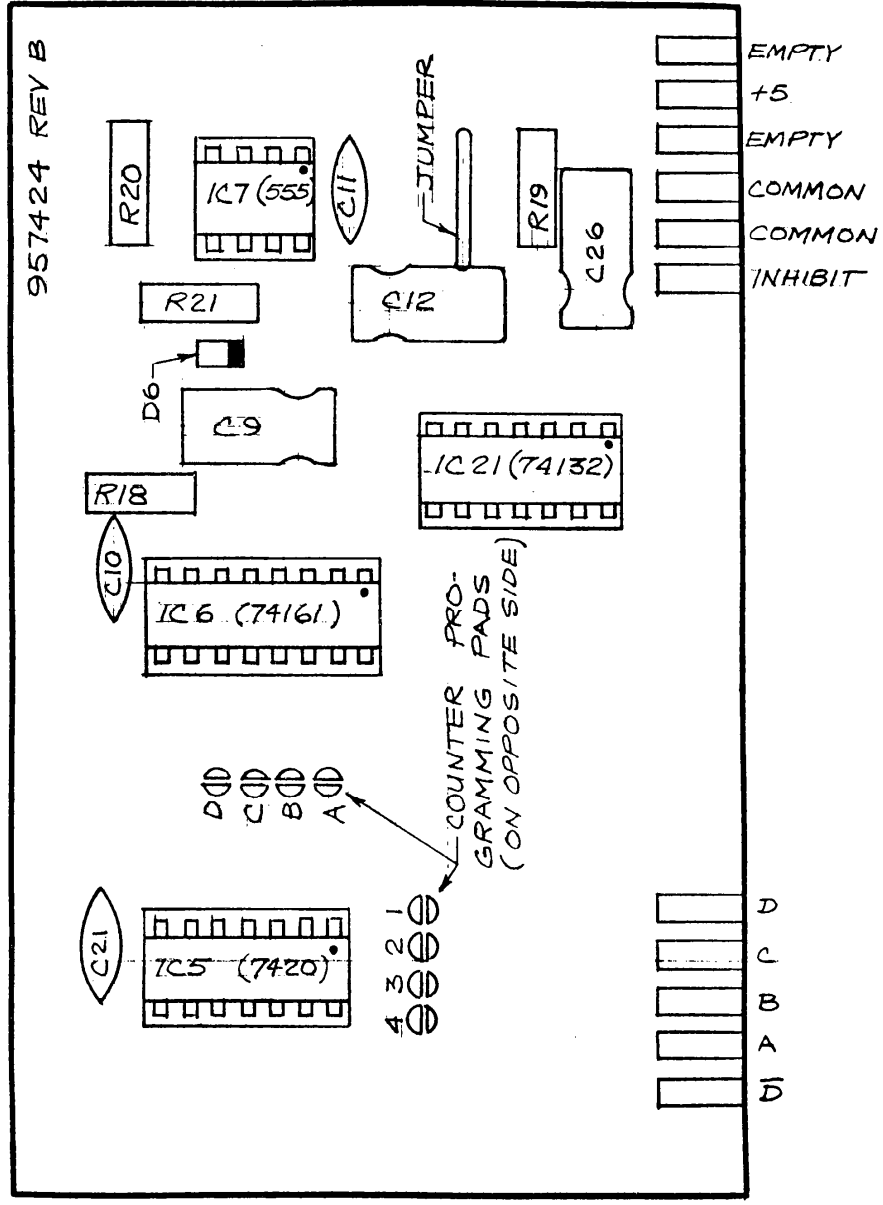 957424 REV B
EMPTY
+5
EMPTY
COMMON
COMMON
INHIBIT
JUMPER
R20
IC7 (555)
C11
R19
C26
R21
C12
D6
C9
IC21 (74132)
R18
C10
IC6 (74161)
COUNTER PRO-
GRAMMING PADS
(ON OPPOSITE SIDE)
D
C
B
A
1
2
3
4
C21
IC5 (7420)
D
C
B
A
D̅